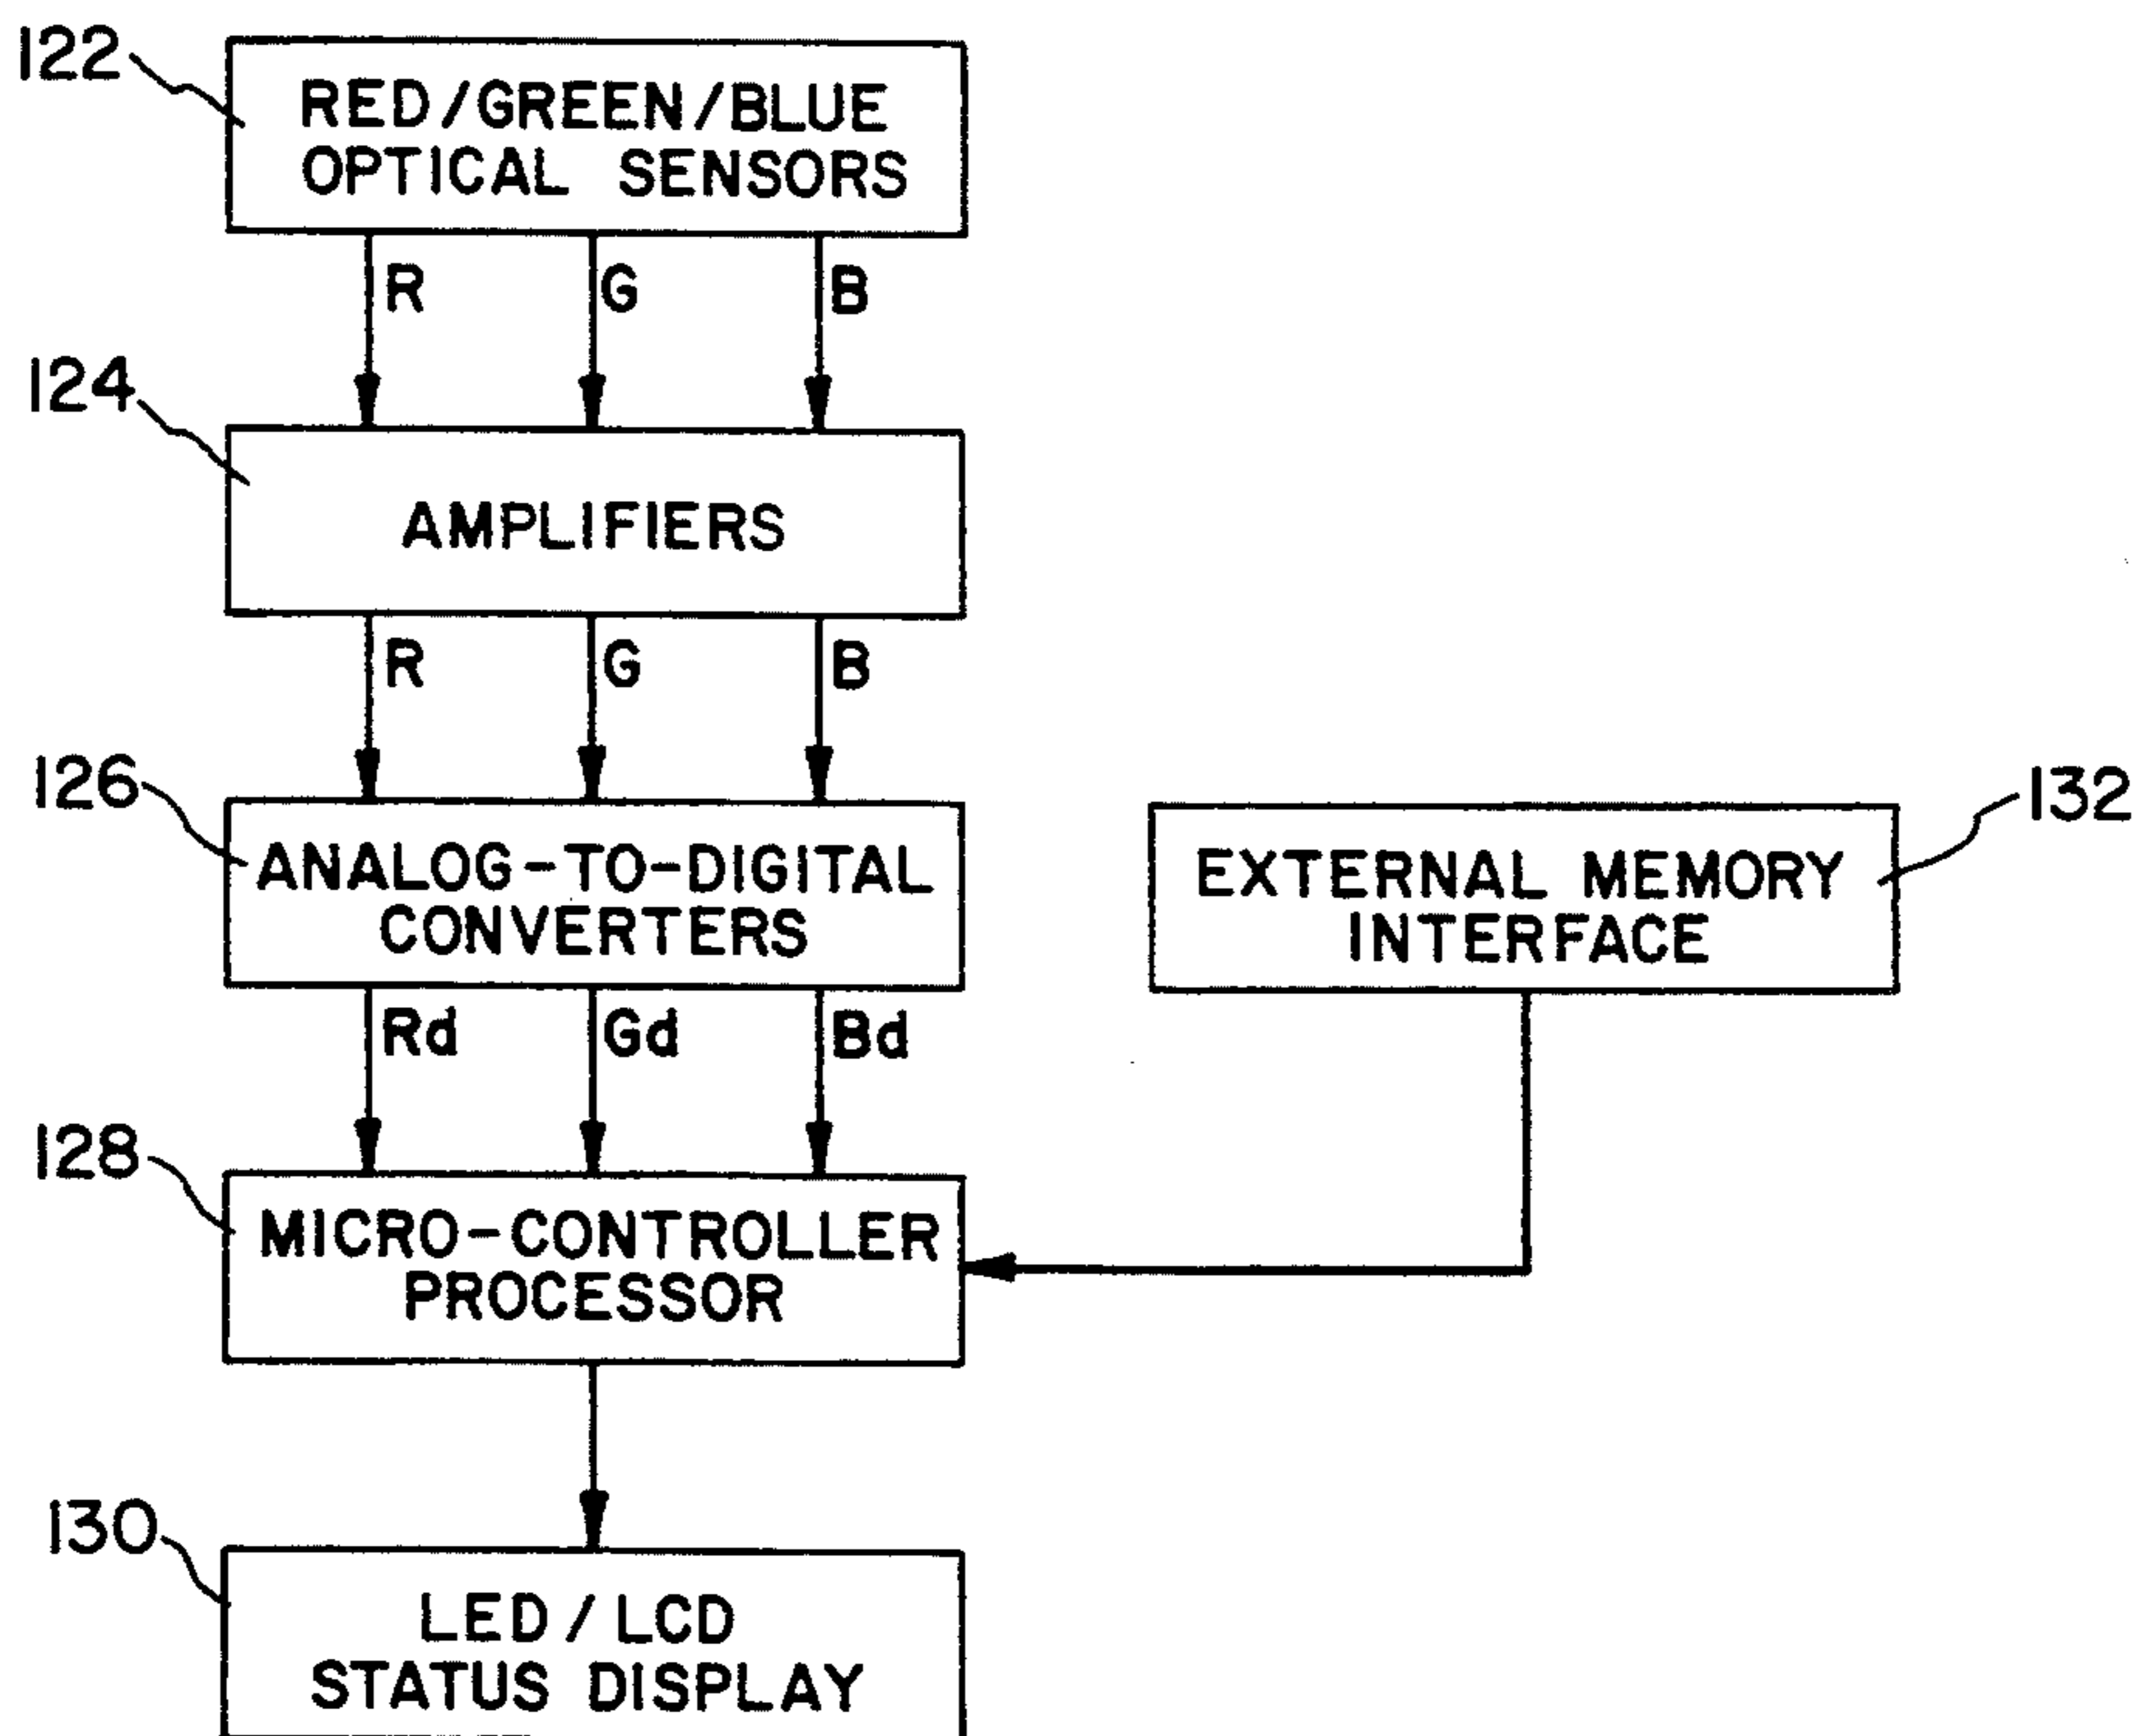 122
RED/GREEN/BLUE
OPTICAL SENSORS
R G B
124
AMPLIFIERS
R G B
126
ANALOG-TO-DIGITAL
CONVERTERS
132
EXTERNAL MEMORY
INTERFACE
Rd Gd Bd
128
MICRO-CONTROLLER
PROCESSOR
130
LED/LCD
STATUS DISPLAY